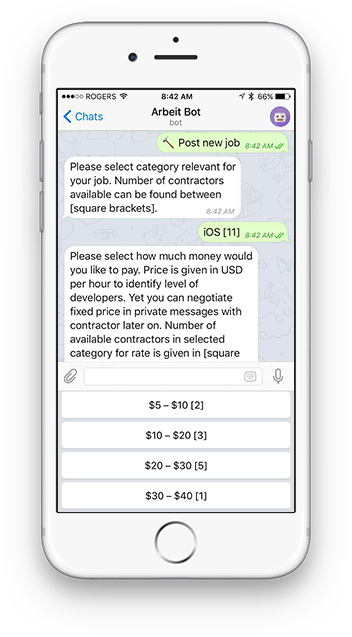 ROGERS 8:42 AM 66%
Chats Arbeit Bot
bot
🔨 Post new job 8:42 AM
Please select category relevant for
your job. Number of contractors
available can be found between
[square brackets].
8:42 AM
iOS [11] 8:42 AM
Please select how much money would
you like to pay. Price is given in USD
per hour to identify level of
developers. Yet you can negotiate
fixed price in private messages with
contractor later on. Number of
available contractors in selected
category for rate is given in [square
$5 – $10 [2]
$10 – $20 [3]
$20 – $30 [5]
$30 – $40 [1]